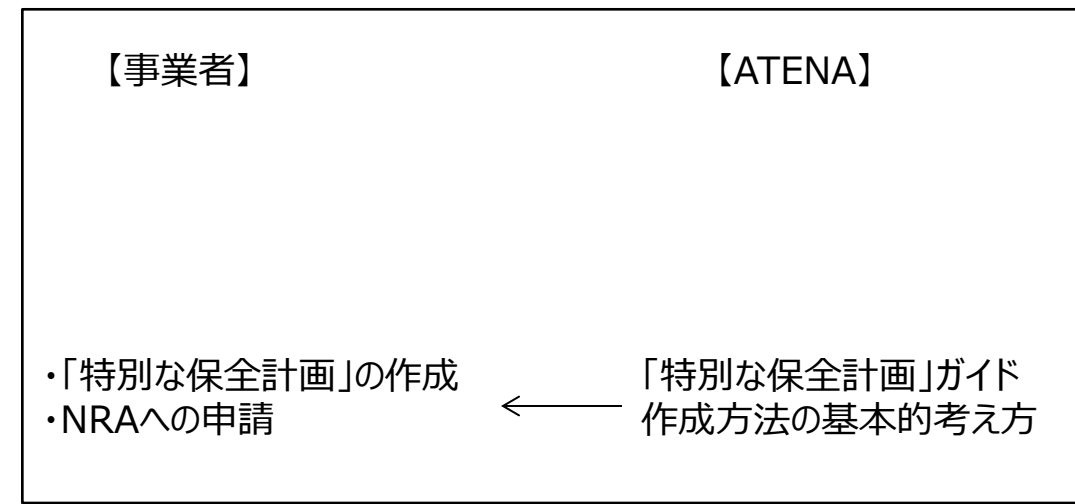 【事業者】
【ATENA】
・「特別な保全計画」の作成
・NRAへの申請
「特別な保全計画」ガイド
作成方法の基本的考え方